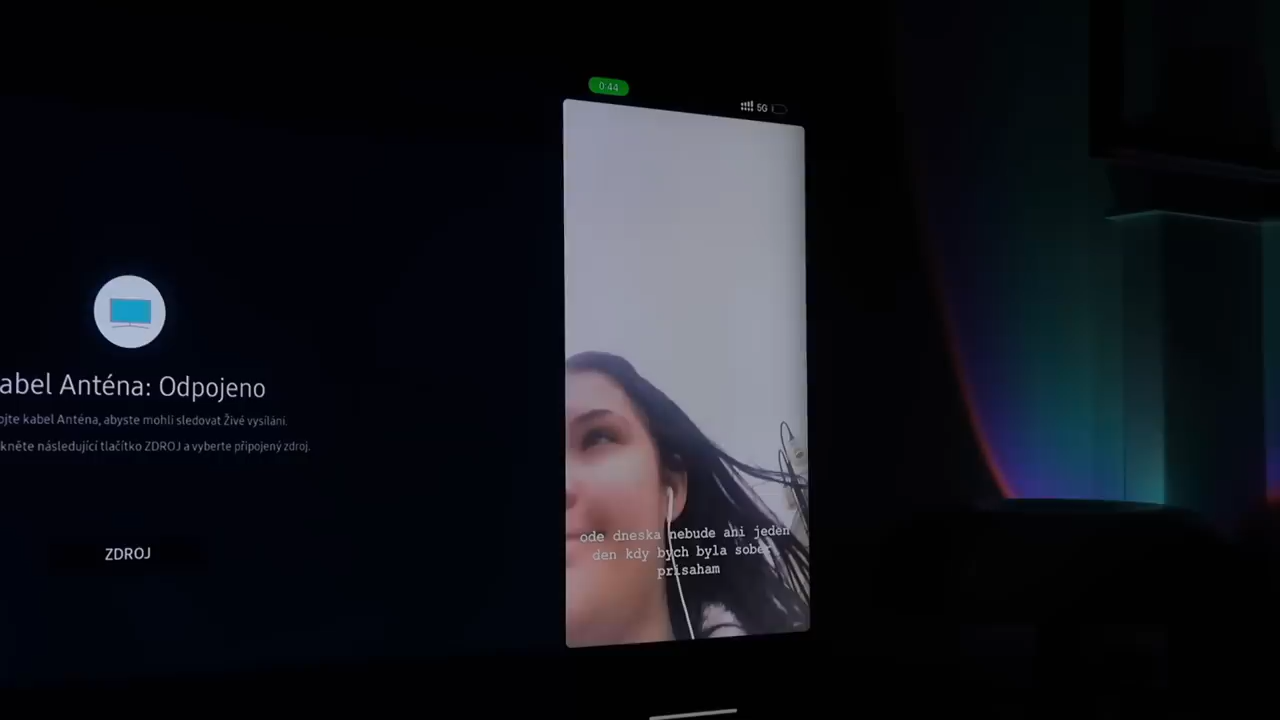 0:44
5G
abel Anténa: Odpojeno
ojte kabel Anténa, abyste mohli sledovat Živé vysílání.
kněte následující tlačítko ZDROJ a vyberte připojený zdroj.
ZDROJ
ode dneska nebude ani jeden
den kdy bych byla sober
prisaham